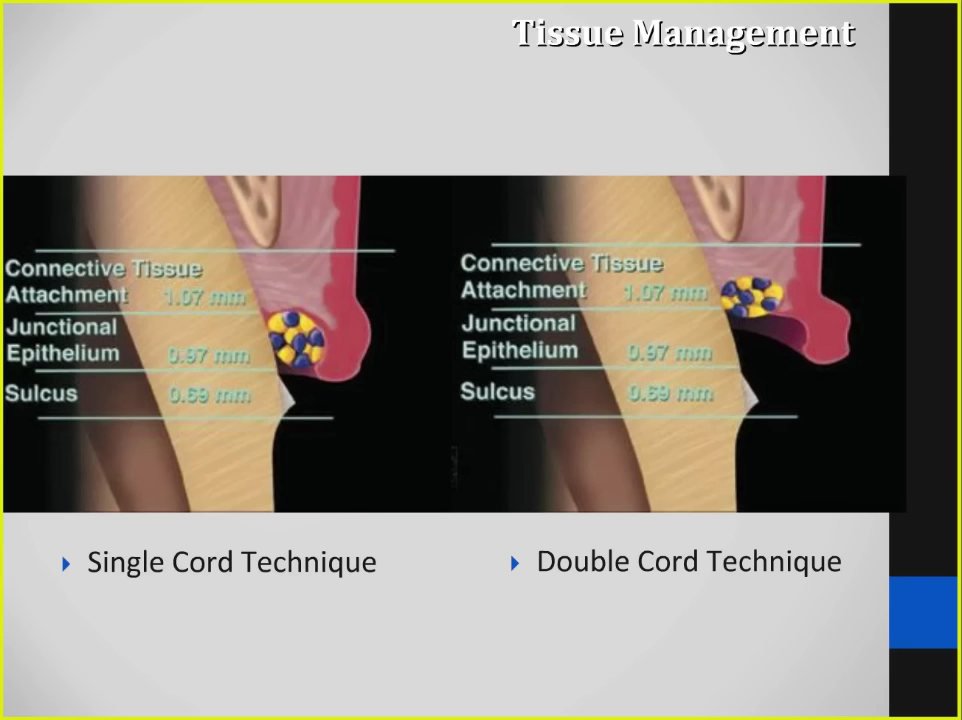 Tissue Management
Connective Tissue
Attachment 1.07 mm
Junctional
Epithelium 0.97 mm
Sulcus 0.69 mm
Connective Tissue
Attachment 1.07 mm
Junctional
Epithelium 0.97 mm
Sulcus 0.69 mm
Single Cord Technique
Double Cord Technique